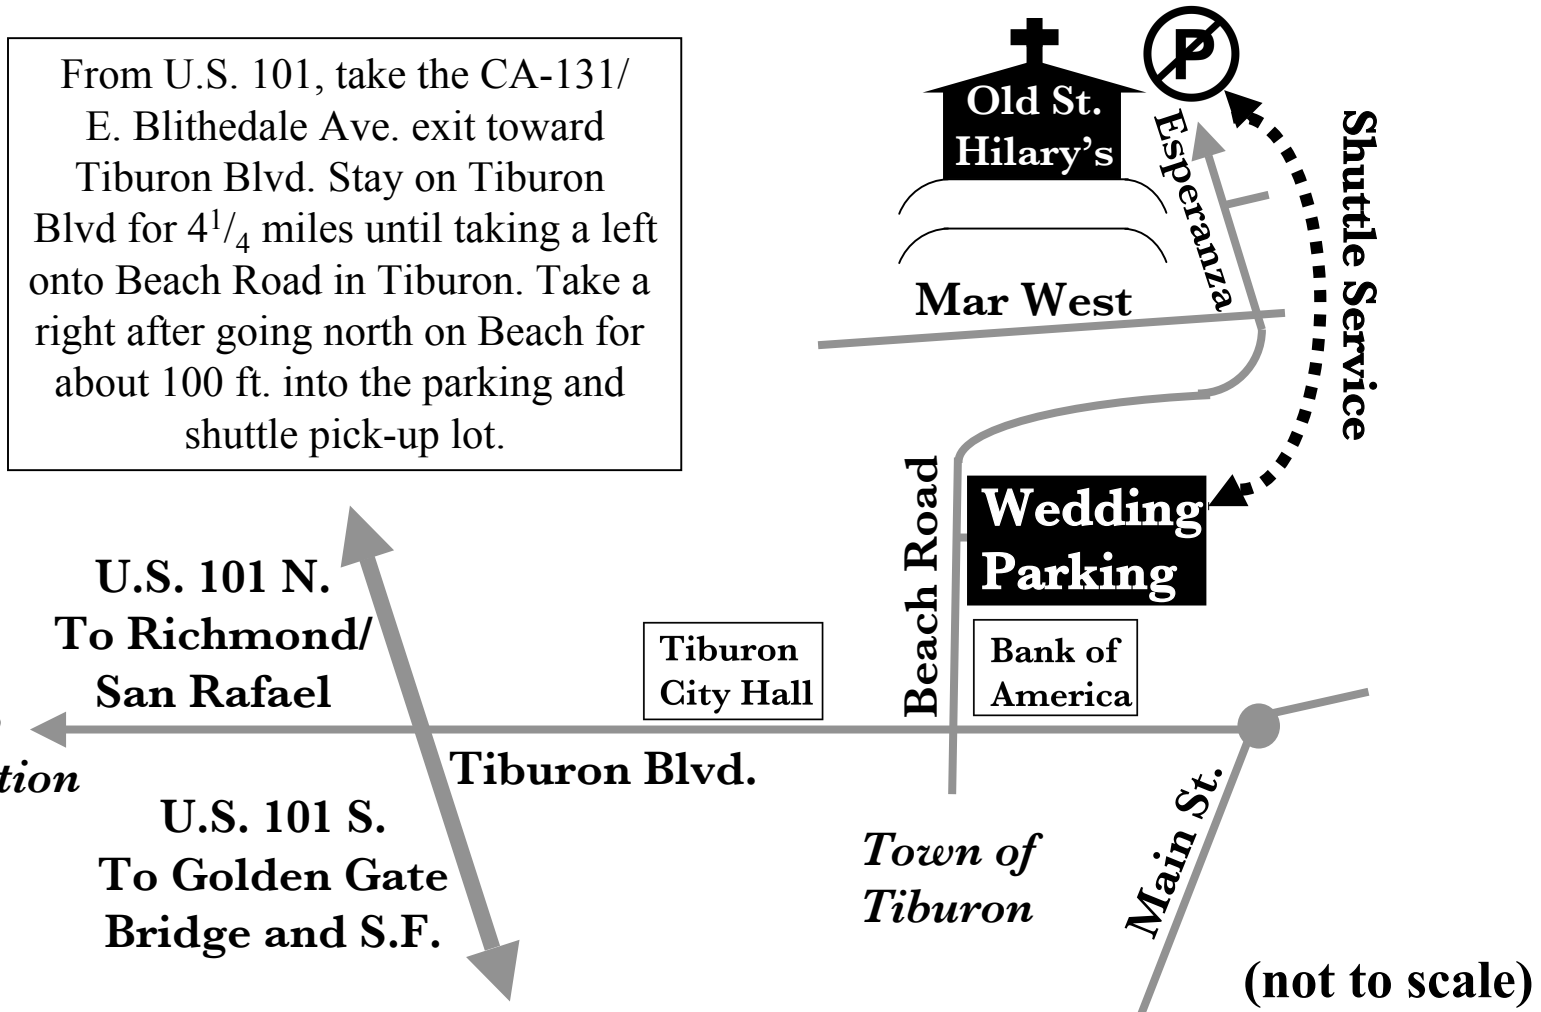 From U.S. 101, take the CA-131/
E. Blithedale Ave. exit toward
Tiburon Blvd. Stay on Tiburon
Blvd for 4¹/₄ miles until taking a left
onto Beach Road in Tiburon. Take a
right after going north on Beach for
about 100 ft. into the parking and
shuttle pick-up lot.
P
Old St.
Hilary's
Esperanza
Shuttle Service
Mar West
Beach Road
Wedding
Parking
U.S. 101 N.
To Richmond/
San Rafael
Tiburon
City Hall
Bank of
America
Tiburon Blvd.
U.S. 101 S.
To Golden Gate
Bridge and S.F.
Town of
Tiburon
Main St.
(not to scale)